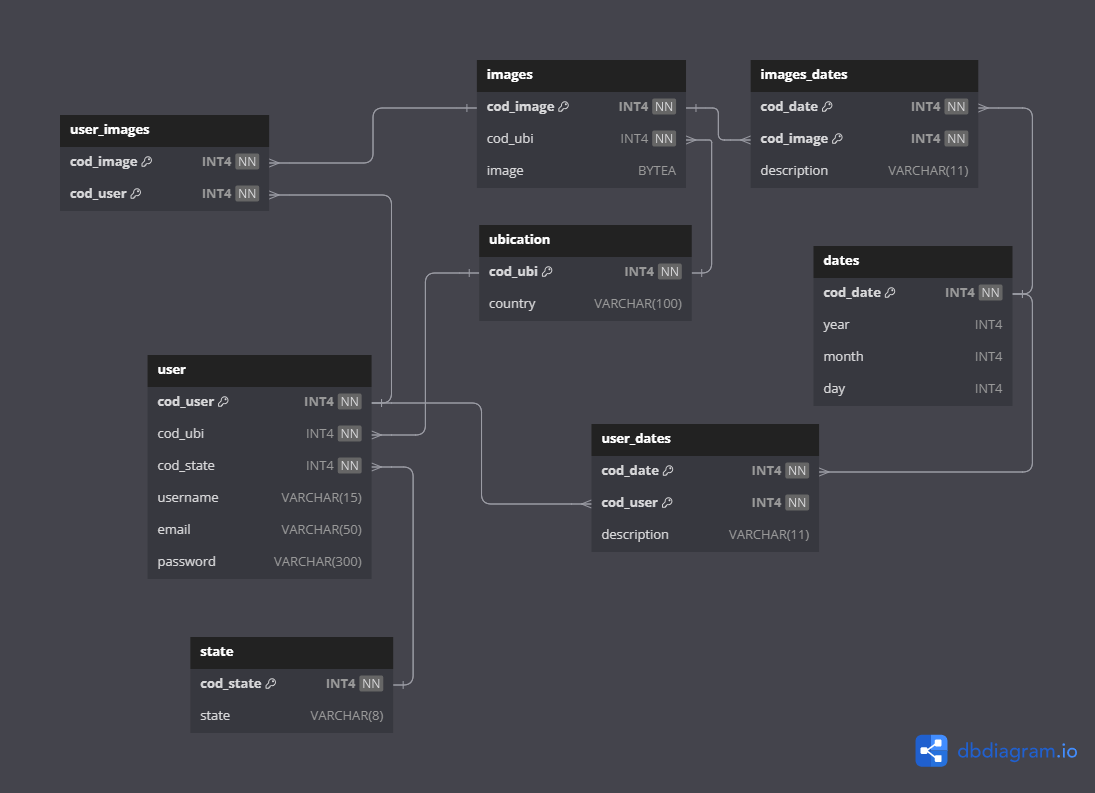 user_images
cod_image INT4 NN
cod_user INT4 NN
images
cod_image INT4 NN
cod_ubi INT4 NN
image BYTEA
images_dates
cod_date INT4 NN
cod_image INT4 NN
description VARCHAR(11)
ubication
cod_ubi INT4 NN
country VARCHAR(100)
dates
cod_date INT4 NN
year INT4
month INT4
day INT4
user
cod_user INT4 NN
cod_ubi INT4 NN
cod_state INT4 NN
username VARCHAR(15)
email VARCHAR(50)
password VARCHAR(300)
user_dates
cod_date INT4 NN
cod_user INT4 NN
description VARCHAR(11)
state
cod_state INT4 NN
state VARCHAR(8)
dbdiagram.io